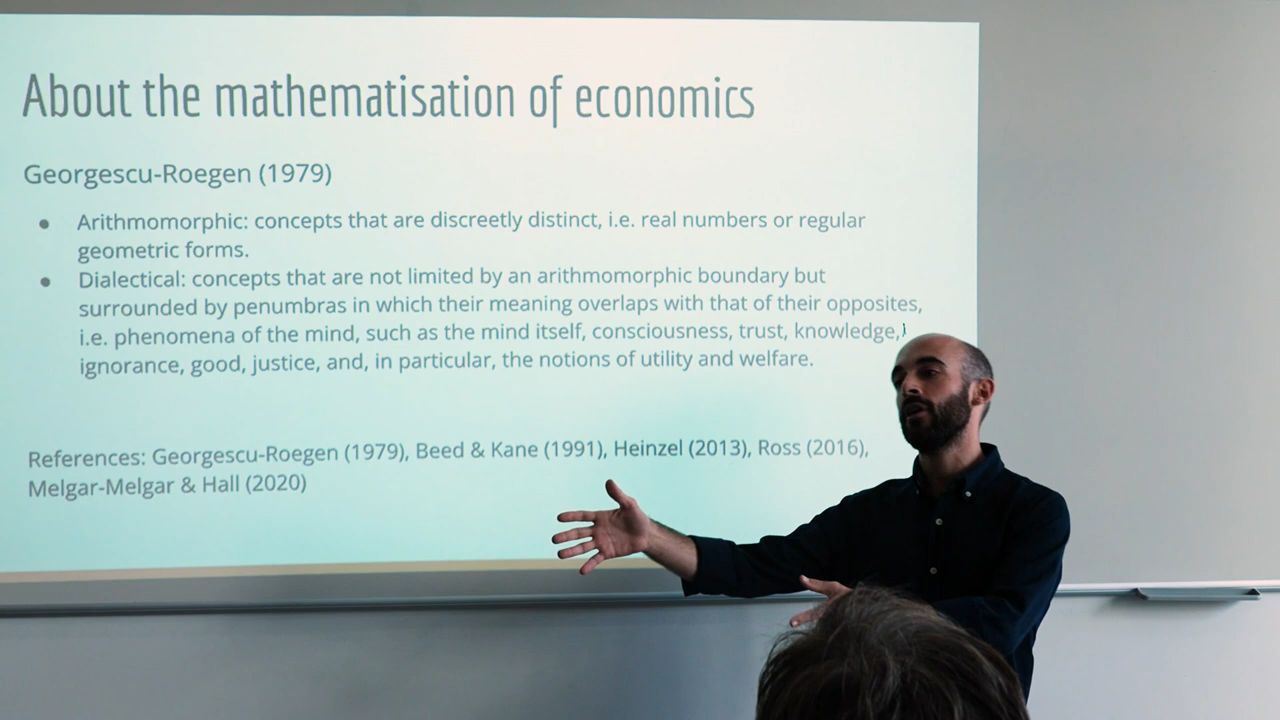 About the mathematisation of economics
Georgescu-Roegen (1979)
● Arithmomorphic: concepts that are discreetly distinct, i.e. real numbers or regular
geometric forms.
● Dialectical: concepts that are not limited by an arithmomorphic boundary but
surrounded by penumbras in which their meaning overlaps with that of their opposites,
i.e. phenomena of the mind, such as the mind itself, consciousness, trust, knowledge,
ignorance, good, justice, and, in particular, the notions of utility and welfare.
References: Georgescu-Roegen (1979), Beed & Kane (1991), Heinzel (2013), Ross (2016),
Melgar-Melgar & Hall (2020)